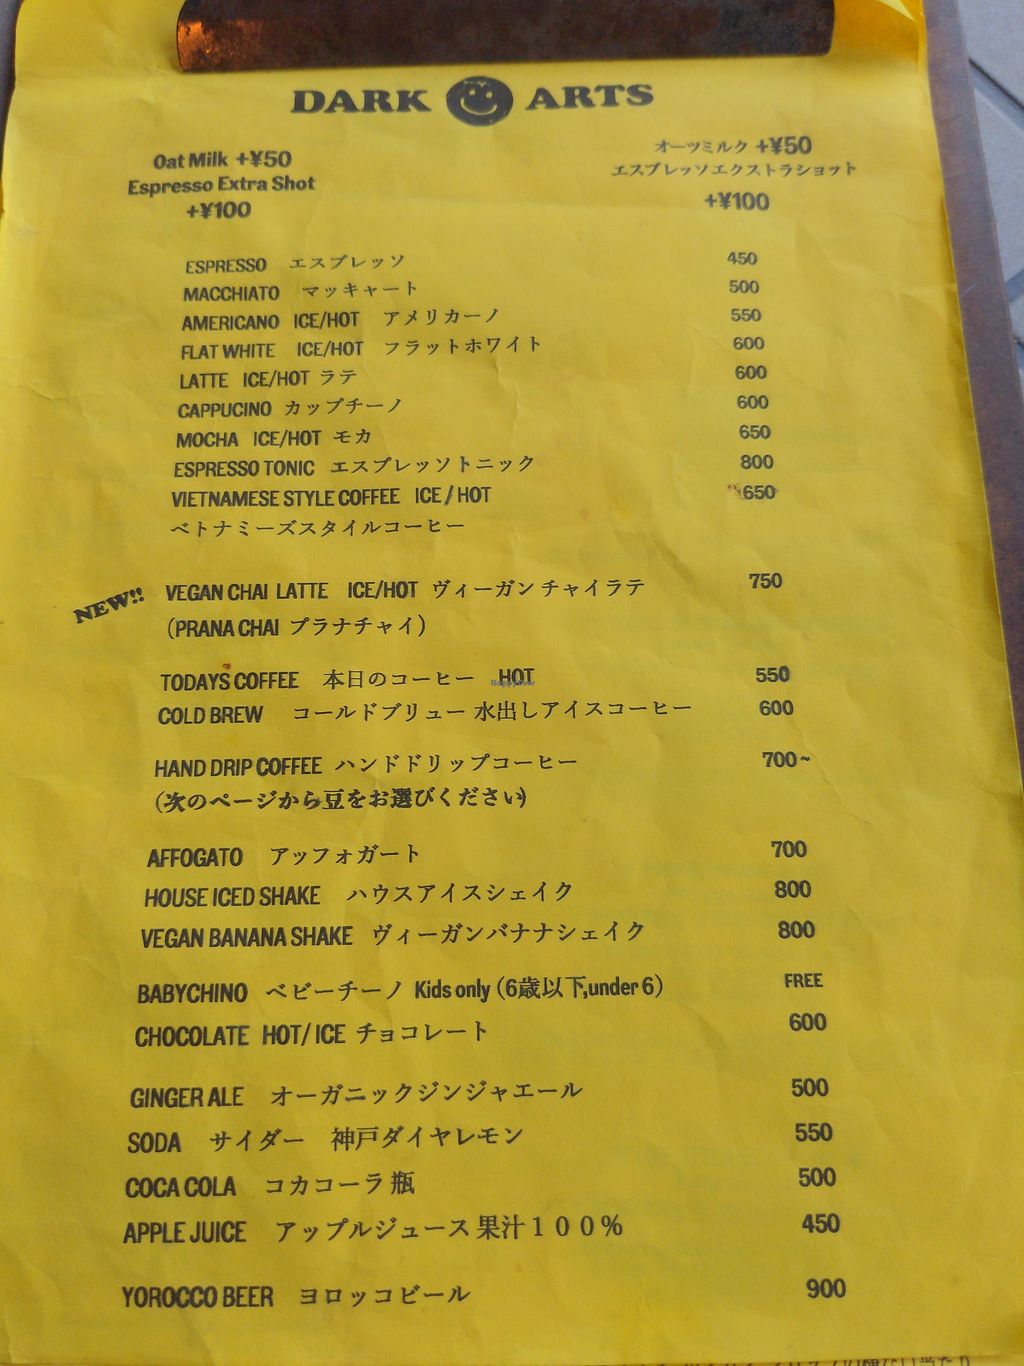 DARK ARTS
Oat Milk +¥50
Espresso Extra Shot
+¥100
オーツミルク +¥50
エスプレッソエクストラショット
+¥100
ESPRESSO エスプレッソ 450
MACCHIATO マッキャート 500
AMERICANO ICE/HOT アメリカーノ 550
FLAT WHITE ICE/HOT フラットホワイト 600
LATTE ICE/HOT ラテ 600
CAPPUCINO カップチーノ 600
MOCHA ICE/HOT モカ 650
ESPRESSO TONIC エスプレッソトニック 800
VIETNAMESE STYLE COFFEE ICE / HOT 650
ベトナミーズスタイルコーヒー
NEW!! VEGAN CHAI LATTE ICE/HOT ヴィーガン チャイラテ 750
(PRANA CHAI プラナチャイ)
TODAYS COFFEE 本日のコーヒー HOT 550
HappyCow
COLD BREW コールドブリュー 水出しアイスコーヒー 600
HAND DRIP COFFEE ハンドドリップコーヒー 700~
(次のページから豆をお選びください)
AFFOGATO アッフォガート 700
HOUSE ICED SHAKE ハウスアイスシェイク 800
VEGAN BANANA SHAKE ヴィーガンバナナシェイク 800
BABYCHINO ベビーチーノ Kids only (6歳以下,under 6) FREE
CHOCOLATE HOT/ ICE チョコレート 600
GINGER ALE オーガニックジンジャエール 500
SODA サイダー 神戸ダイヤレモン 550
COCA COLA コカコーラ 瓶 500
APPLE JUICE アップルジュース 果汁１００％ 450
YOROCCO BEER ヨロッコビール 900